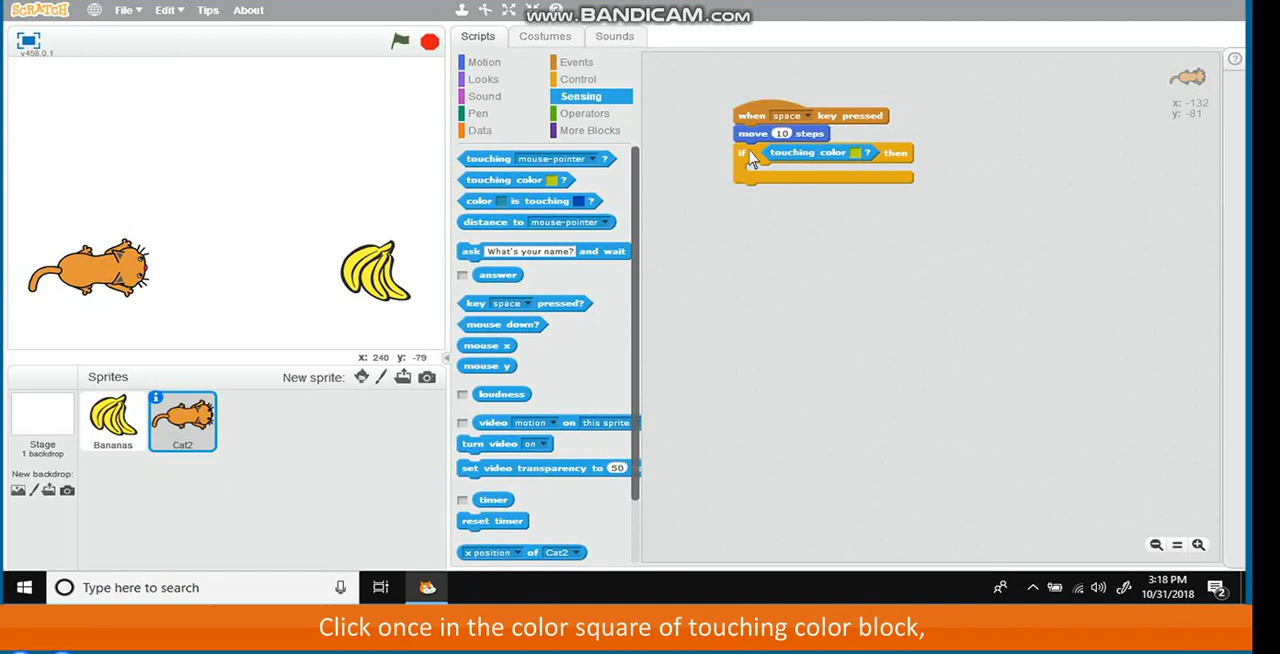 SCRATCH File Edit Tips About
www.BANDICAM.com
v458.0.1
Scripts Costumes Sounds
Motion Events
Looks Control
Sound Sensing
Pen Operators
Data More Blocks
touching mouse-pointer ?
touching color ?
color is touching ?
distance to mouse-pointer
ask What's your name? and wait
answer
key space pressed?
mouse down?
mouse x
mouse y
loudness
video motion on this sprite
turn video on
set video transparency to 50
timer
reset timer
x position of Cat2
when space key pressed
move 10 steps
if touching color ? then
x: -132
y: -81
x: 240 y: -79
Sprites New sprite:
Stage
1 backdrop
New backdrop:
Bananas
Cat2
Type here to search
3:18 PM
10/31/2018
2
Click once in the color square of touching color block,